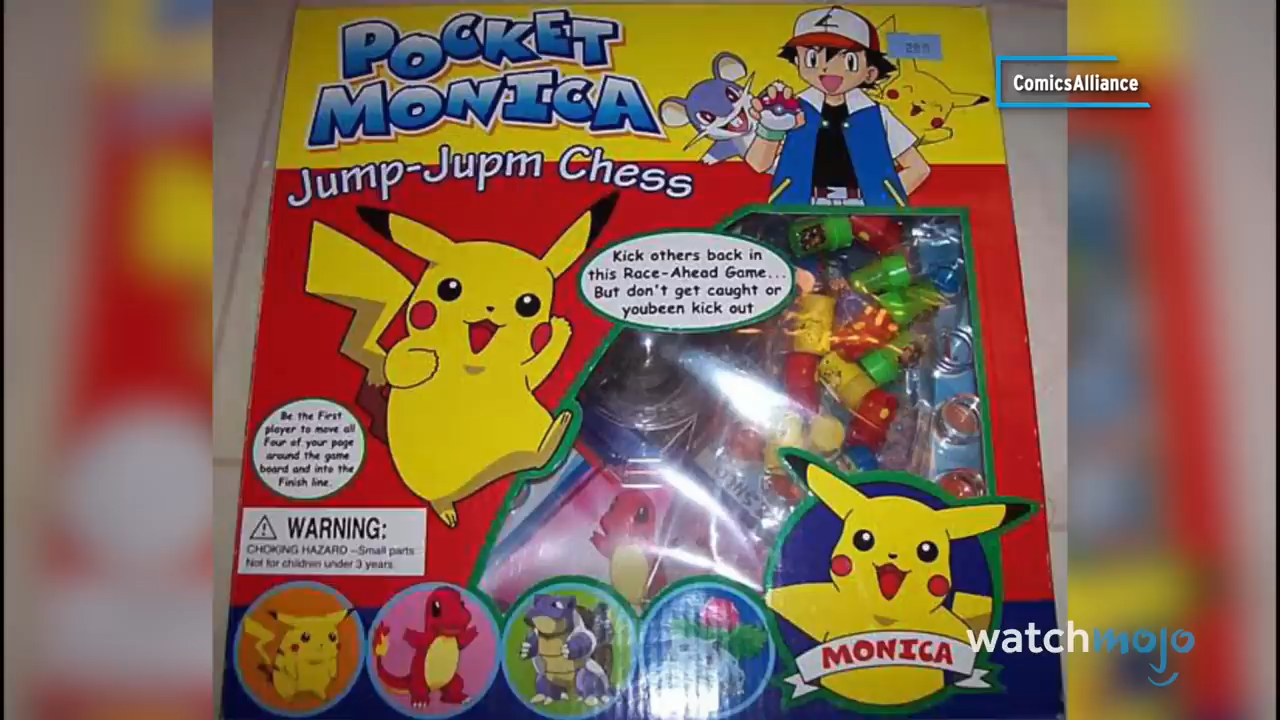 POCKET
MONICA
Jump-Jupm Chess
ComicsAlliance
Kick others back in
this Race-Ahead Game...
But don't get caught or
youbeen kick out
Be the First
player to move all
Four of your page
around the game
board and into the
Finish line.
WARNING:
CHOKING HAZARD –Small parts
Not for children under 3 years
MONICA
watchmojo